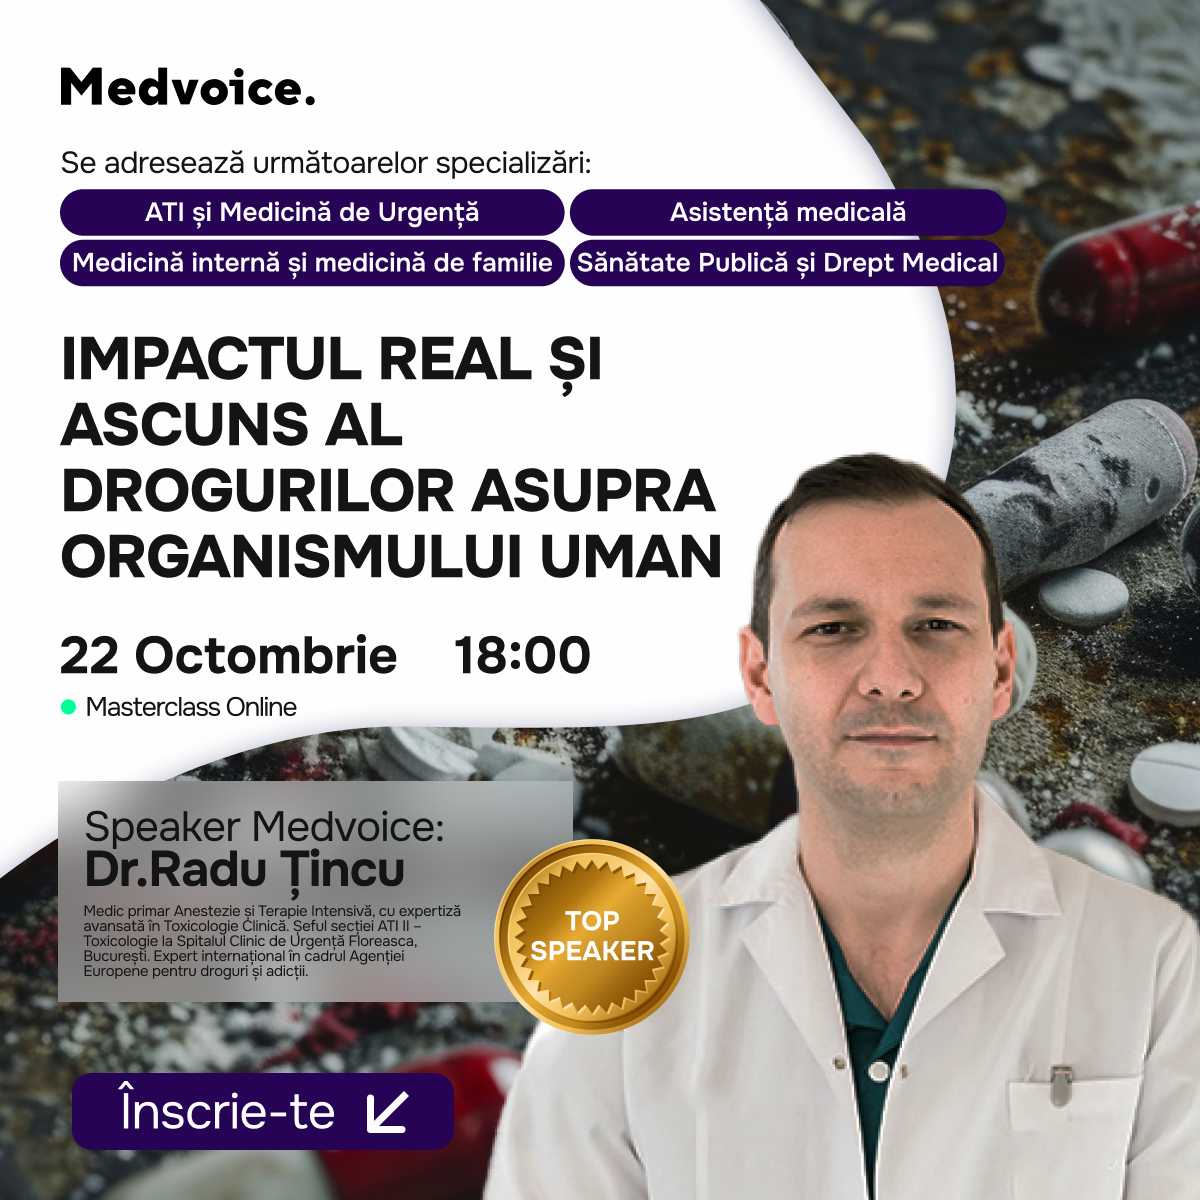 Medvoice.
Se adresează următoarelor specializări:
ATI și Medicină de Urgență
Asistență medicală
Medicină internă și medicină de familie
Sănătate Publică și Drept Medical
IMPACTUL REAL ȘI
ASCUNS AL
DROGURILOR ASUPRA
ORGANISMULUI UMAN
22 Octombrie 18:00
Masterclass Online
Speaker Medvoice:
Dr.Radu Țincu
Medic primar Anestezie și Terapie Intensivă, cu expertiză
avansată în Toxicologie Clinică. Șeful secției ATI II –
Toxicologie la Spitalul Clinic de Urgență Floreasca,
București. Expert internațional în cadrul Agenției
Europene pentru droguri și adicții.
TOP
SPEAKER
Înscrie-te